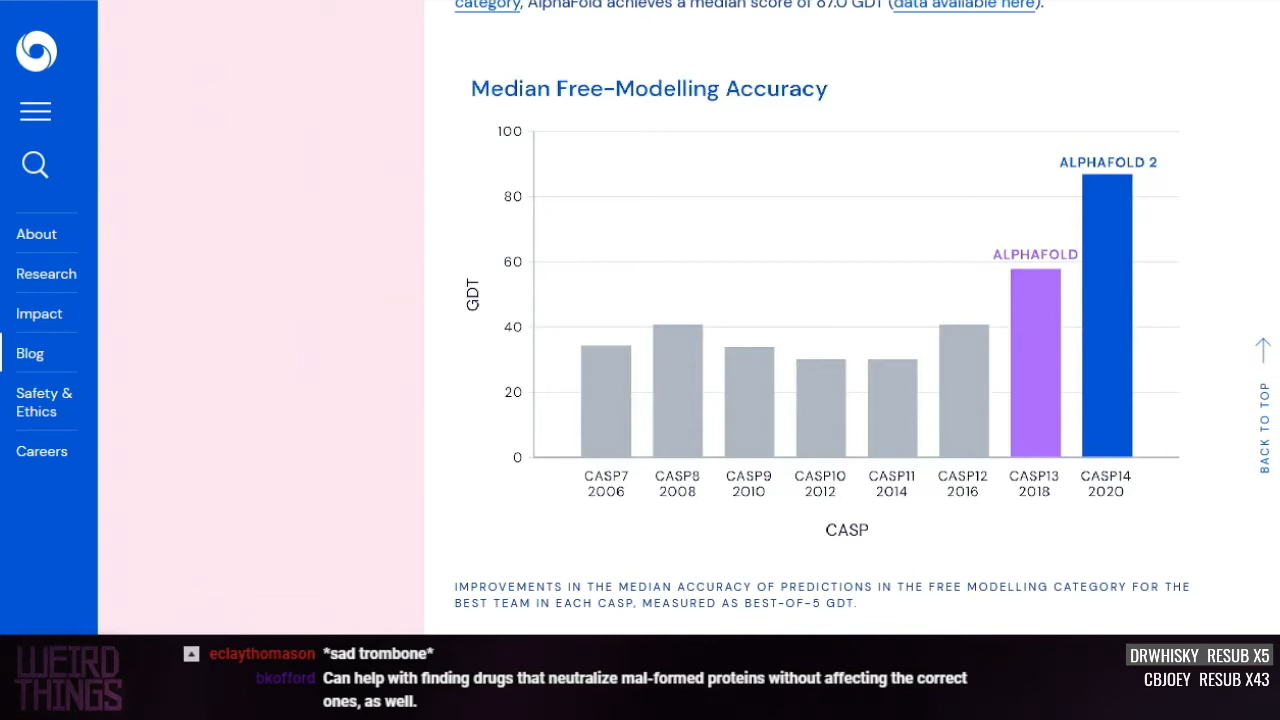 category, AlphaFold achieves a median score of 87.0 GDT (data available here).
Median Free-Modelling Accuracy
100
80
60
40
20
0
GDT
ALPHAFOLD
ALPHAFOLD 2
CASP7
2006
CASP8
2008
CASP9
2010
CASP10
2012
CASP11
2014
CASP12
2016
CASP13
2018
CASP14
2020
CASP
IMPROVEMENTS IN THE MEDIAN ACCURACY OF PREDICTIONS IN THE FREE MODELLING CATEGORY FOR THE
BEST TEAM IN EACH CASP, MEASURED AS BEST-OF-5 GDT.
About
Research
Impact
Blog
Safety &
Ethics
Careers
BACK TO TOP
WEIRD
THINGS
eclaythomason *sad trombone*
bkofford Can help with finding drugs that neutralize mal-formed proteins without affecting the correct
ones, as well.
DRWHISKY RESUB X5
CBJOEY RESUB X43